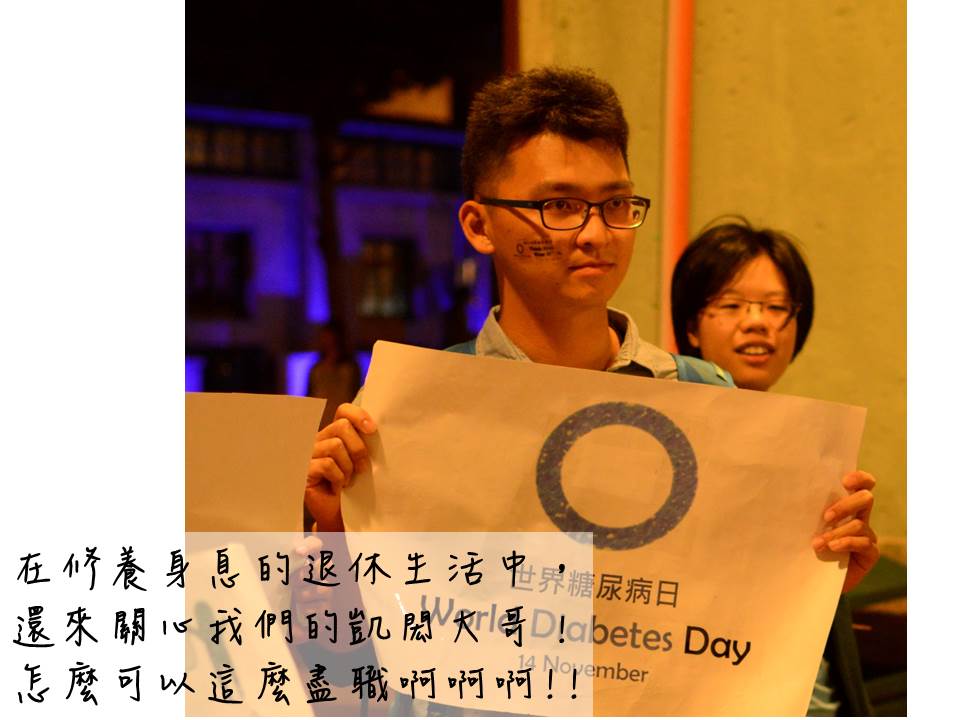 世界糖尿病日
World Diabetes Day
14 November
在修養身息的退休生活中，
還來關心我們的凱閎大哥！
怎麼可以這麼盡職啊啊啊!!